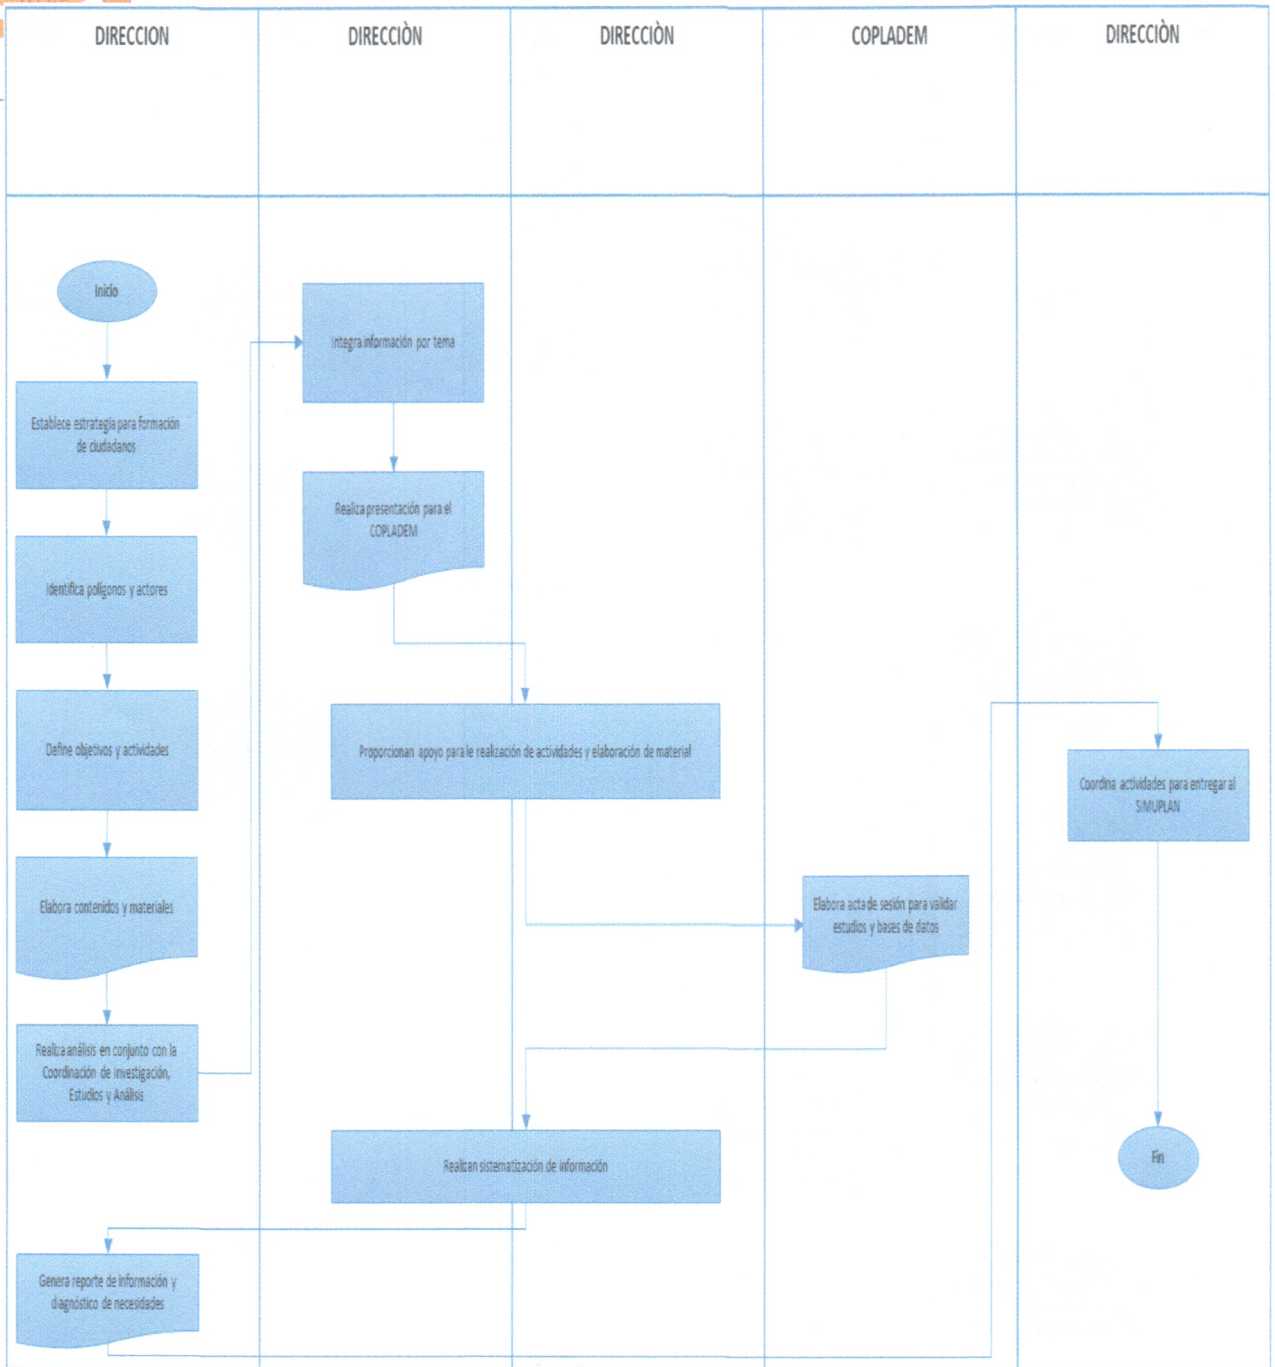 DIRECCION
DIRECCIÒN
DIRECCIÒN
COPLADEM
DIRECCIÒN
Inicio
Establece estrategia para formación
de ciudadanos
Identifica polígonos y actores
Define objetivos y actividades
Elabora contenidos y materiales
Realiza análisis en conjunto con la
Coordinación de Investigación,
Estudios y Análisis
Integra información por tema
Realiza presentación para el
COPLADEM
Proporcionan apoyo para le realización de actividades y elaboración de material
Elabora acta de sesión para validar
estudios y bases de datos
Realizan sistematización de información
Genera reporte de información y
diagnóstico de necesidades
Coordina actividades para entregar al
SIMUPLAN
Fin